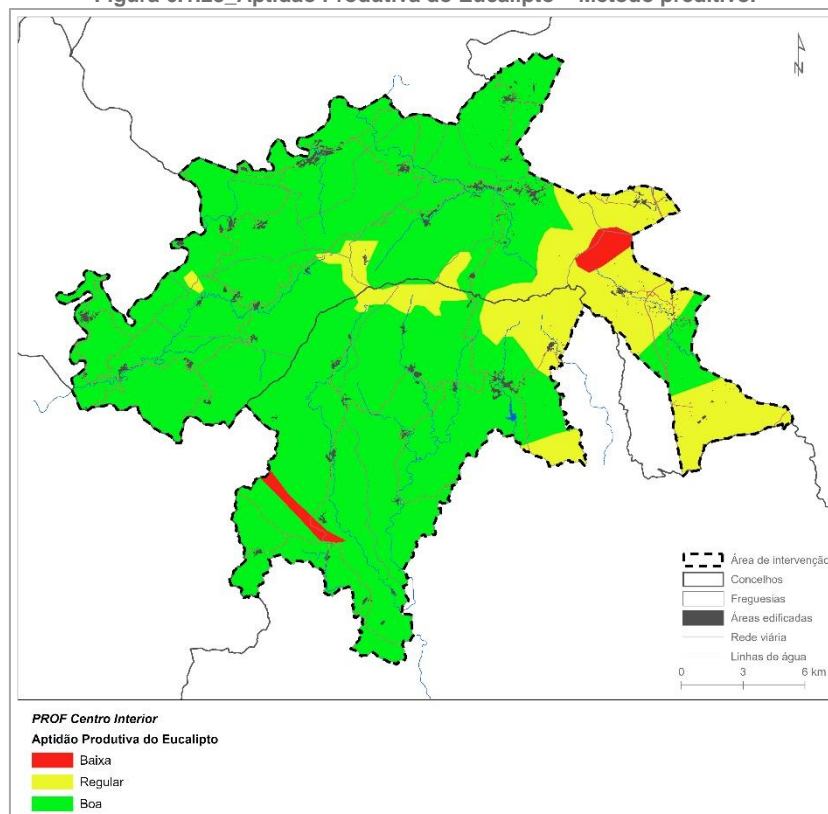 N
Área de intervenção
Concelhos
Freguesias
Áreas edificadas
Rede viária
Linhas de água
0 3 6 km
PROF Centro Interior
Aptidão Produtiva do Eucalipto
Baixa
Regular
Boa